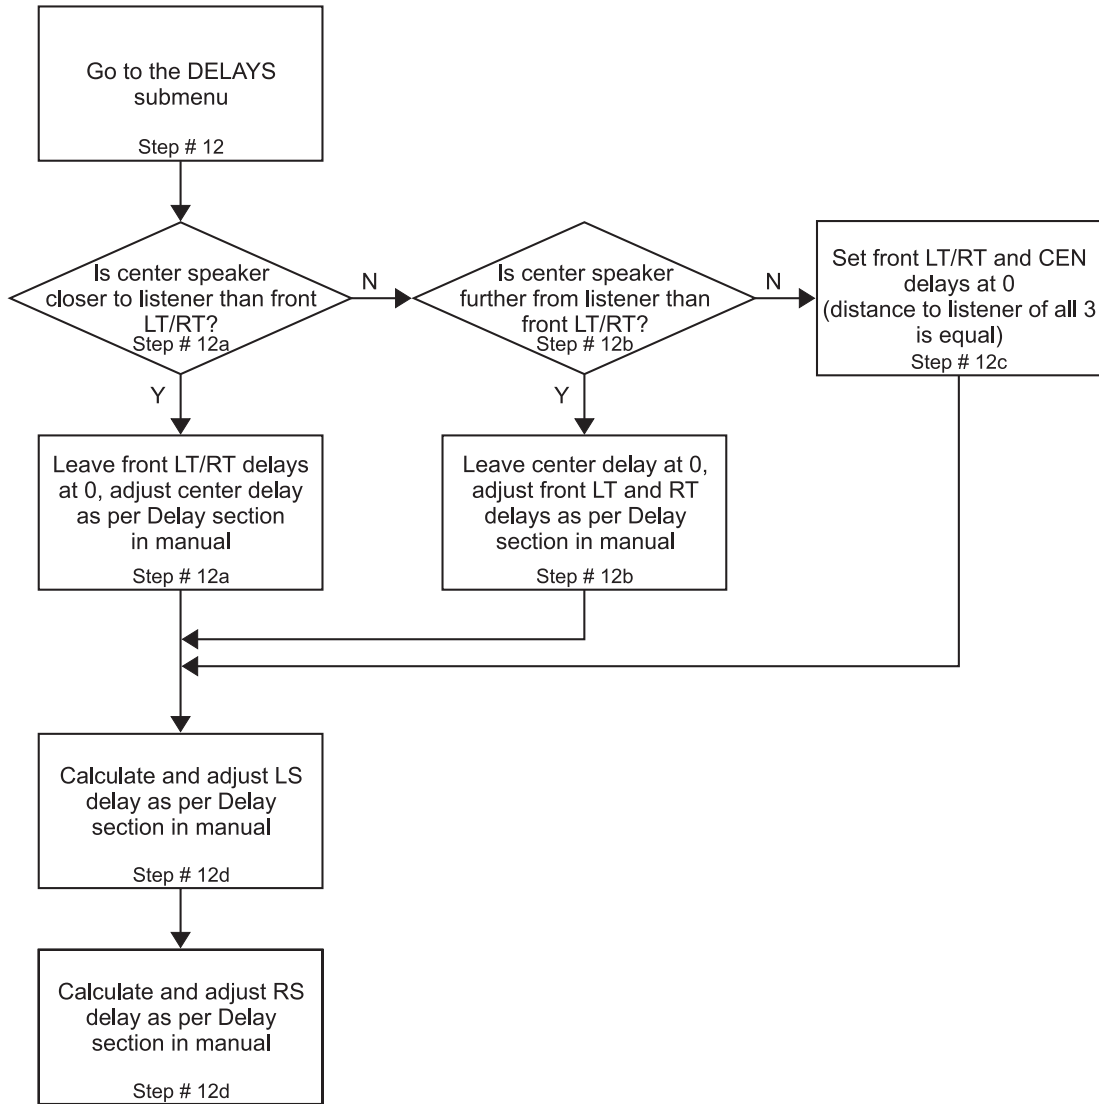 Go to the DELAYS
submenu
Step # 12
Is center speaker
closer to listener than front
LT/RT?
Step # 12a
N
Is center speaker
further from listener than
front LT/RT?
Step # 12b
N
Set front LT/RT and CEN
delays at 0
(distance to listener of all 3
is equal)
Step # 12c
Y
Y
Leave front LT/RT delays
at 0, adjust center delay
as per Delay section
in manual
Step # 12a
Leave center delay at 0,
adjust front LT and RT
delays as per Delay
section in manual
Step # 12b
Calculate and adjust LS
delay as per Delay
section in manual
Step # 12d
Calculate and adjust RS
delay as per Delay
section in manual
Step # 12d